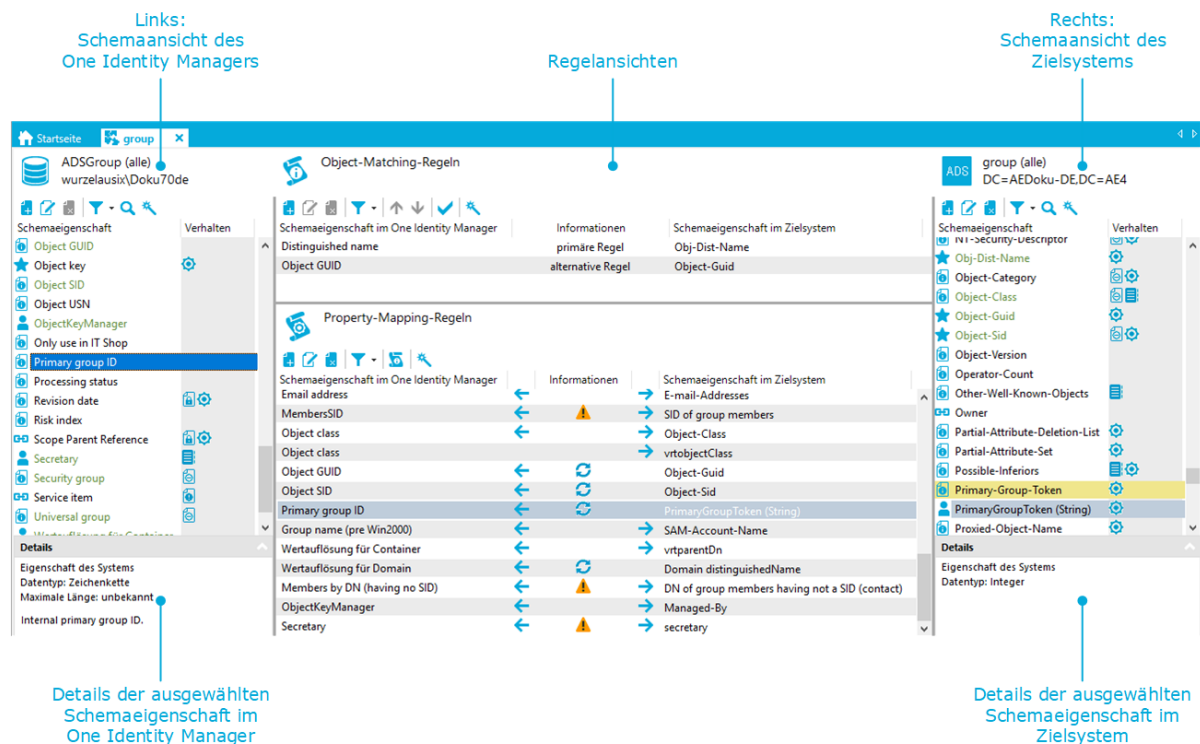 Links:
Schemaansicht des
One Identity Managers
Regelansichten
Rechts:
Schemaansicht des
Zielsystems
Startseite
group
ADSGroup (alle)
wurzelausix\Doku70de
Schemaeigenschaft Verhalten
Object GUID
Object key
Object SID
Object USN
ObjectKeyManager
Only use in IT Shop
Primary group ID
Processing status
Revision date
Risk index
Scope Parent Reference
Secretary
Security group
Service item
Universal group
Wertauflösung für Container
Details
Eigenschaft des Systems
Datentyp: Zeichenkette
Maximale Länge: unbekannt
Internal primary group ID.
Object-Matching-Regeln
Schemaeigenschaft im One Identity Manager Informationen Schemaeigenschaft im Zielsystem
Distinguished name primäre Regel Obj-Dist-Name
Object GUID alternative Regel Object-Guid
Property-Mapping-Regeln
Schemaeigenschaft im One Identity Manager Informationen Schemaeigenschaft im Zielsystem
Email address E-mail-Addresses
MembersSID SID of group members
Object class Object-Class
Object class vrtobjectClass
Object GUID Object-Guid
Object SID Object-Sid
Primary group ID PrimaryGroupToken (String)
Group name (pre Win2000) SAM-Account-Name
Wertauflösung für Container vrtparentDn
Wertauflösung für Domain Domain distinguishedName
Members by DN (having no SID) DN of group members having not a SID (contact)
ObjectKeyManager Managed-By
Secretary secretary
ADS
group (alle)
DC=AEDoku-DE,DC=AE4
Schemaeigenschaft Verhalten
NT-Security-Descriptor
Obj-Dist-Name
Object-Category
Object-Class
Object-Guid
Object-Sid
Object-Version
Operator-Count
Other-Well-Known-Objects
Owner
Partial-Attribute-Deletion-List
Partial-Attribute-Set
Possible-Inferiors
Primary-Group-Token
PrimaryGroupToken (String)
Proxied-Object-Name
Details
Eigenschaft des Systems
Datentyp: Integer
Details der ausgewählten
Schemaeigenschaft im
One Identity Manager
Details der ausgewählten
Schemaeigenschaft im
Zielsystem